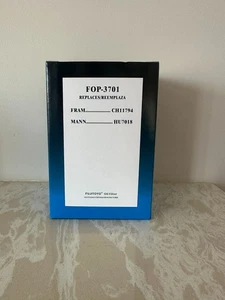 FOP-3701
REPLACES/REEMPLAZA
FRAM................. CH11794
MANN.................. HU7018